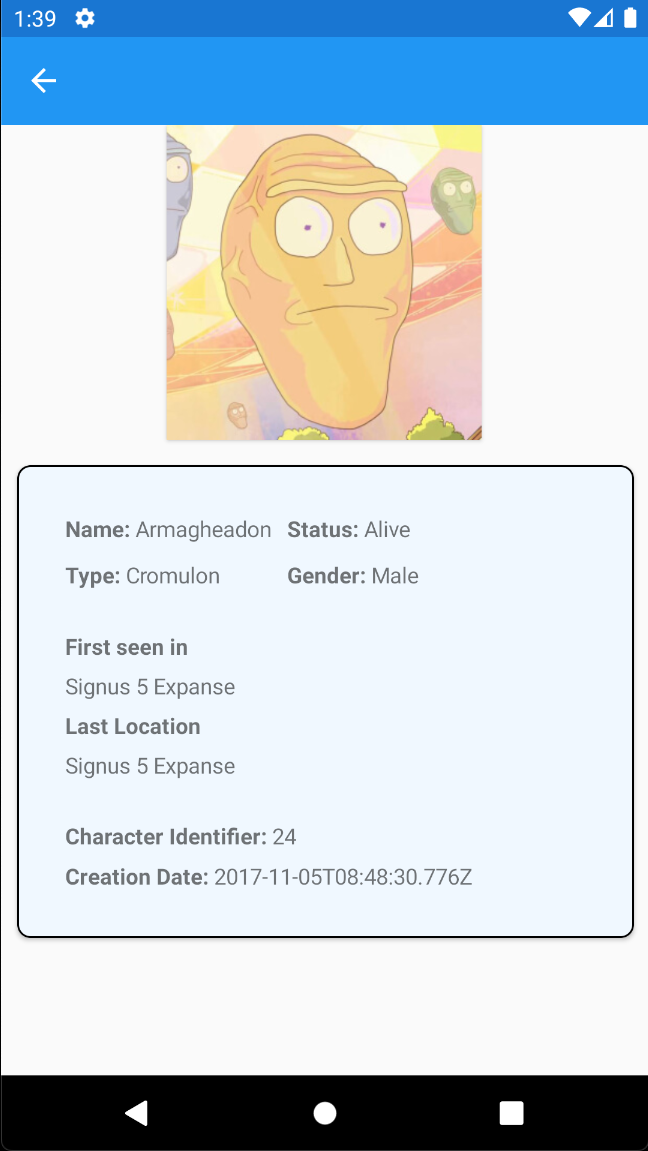 1:39
Name: Armagheadon Status: Alive
Type: Cromulon Gender: Male
First seen in
Signus 5 Expanse
Last Location
Signus 5 Expanse
Character Identifier: 24
Creation Date: 2017-11-05T08:48:30.776Z